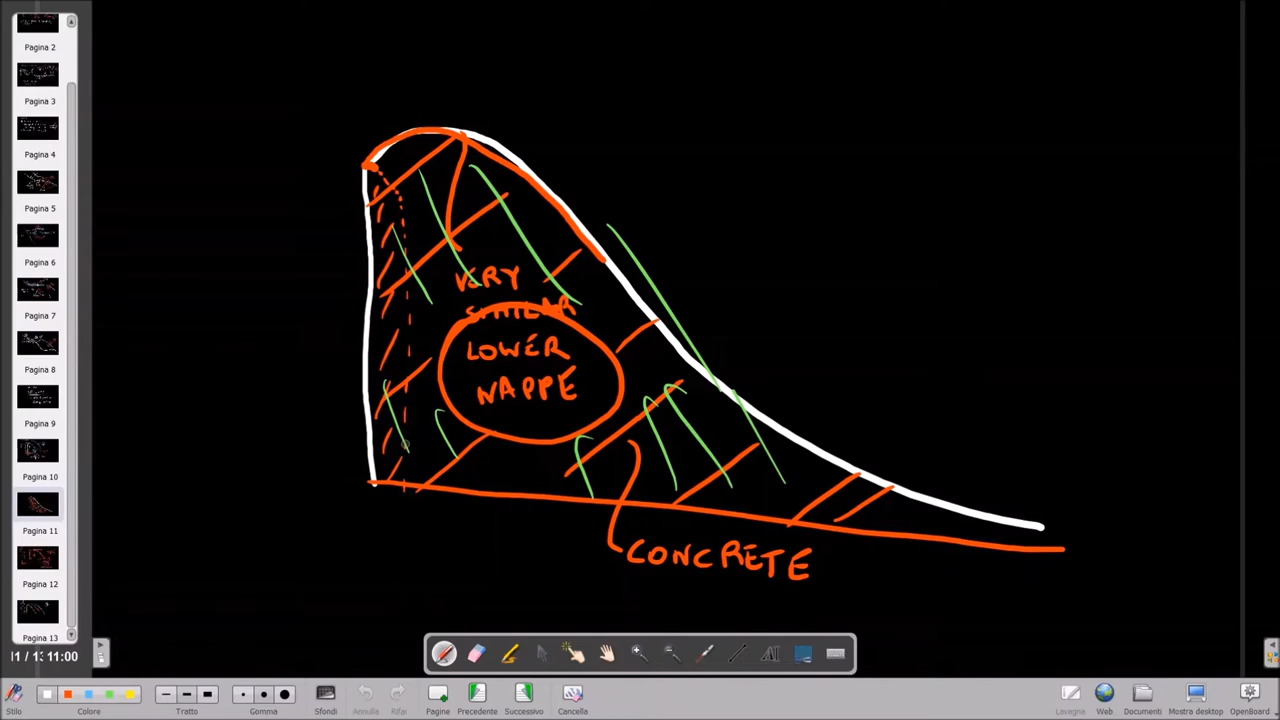 Pagina 2
Pagina 3
Pagina 4
Pagina 5
Pagina 6
Pagina 7
Pagina 8
Pagina 9
Pagina 10
Pagina 11
Pagina 12
Pagina 13
VERY
SIMILAR
LOWER
NAPPE
CONCRETE
11:00
Stilo
Colore
Tratto
Gomma
Sfondi
Annulla
Rifai
Pagine
Precedente
Successivo
Cancella
Lavagna
Web
Documenti
Mostra desktop
OpenBoard